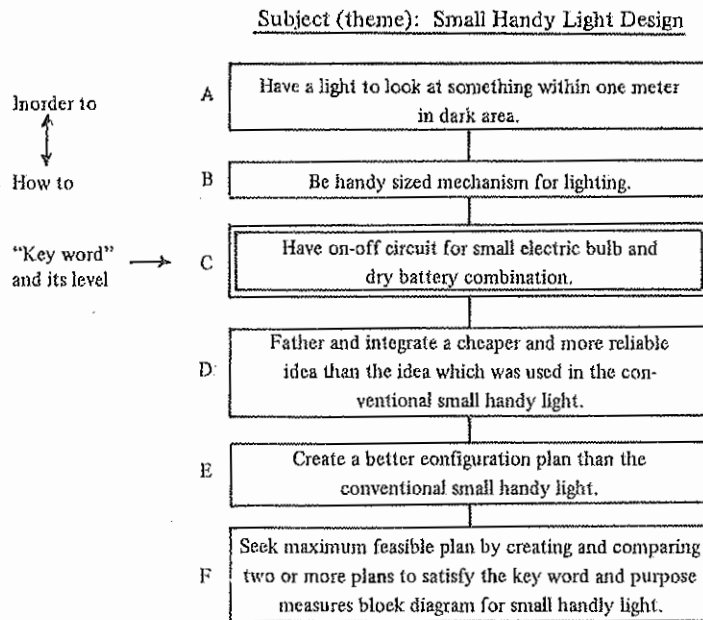 Subject (theme): Small Handy Light Design
Inorder to
How to
"Key word"
and its level
A
Have a light to look at something within one meter
in dark area.
B
Be handy sized mechanism for lighting.
C
Have on-off circuit for small electric bulb and
dry battery combination.
D
Father and integrate a cheaper and more reliable
idea than the idea which was used in the con-
ventional small handy light.
E
Create a better configuration plan than the
conventional small handy light.
F
Seek maximum feasible plan by creating and comparing
two or more plans to satisfy the key word and purpose
measures block diagram for small handly light.